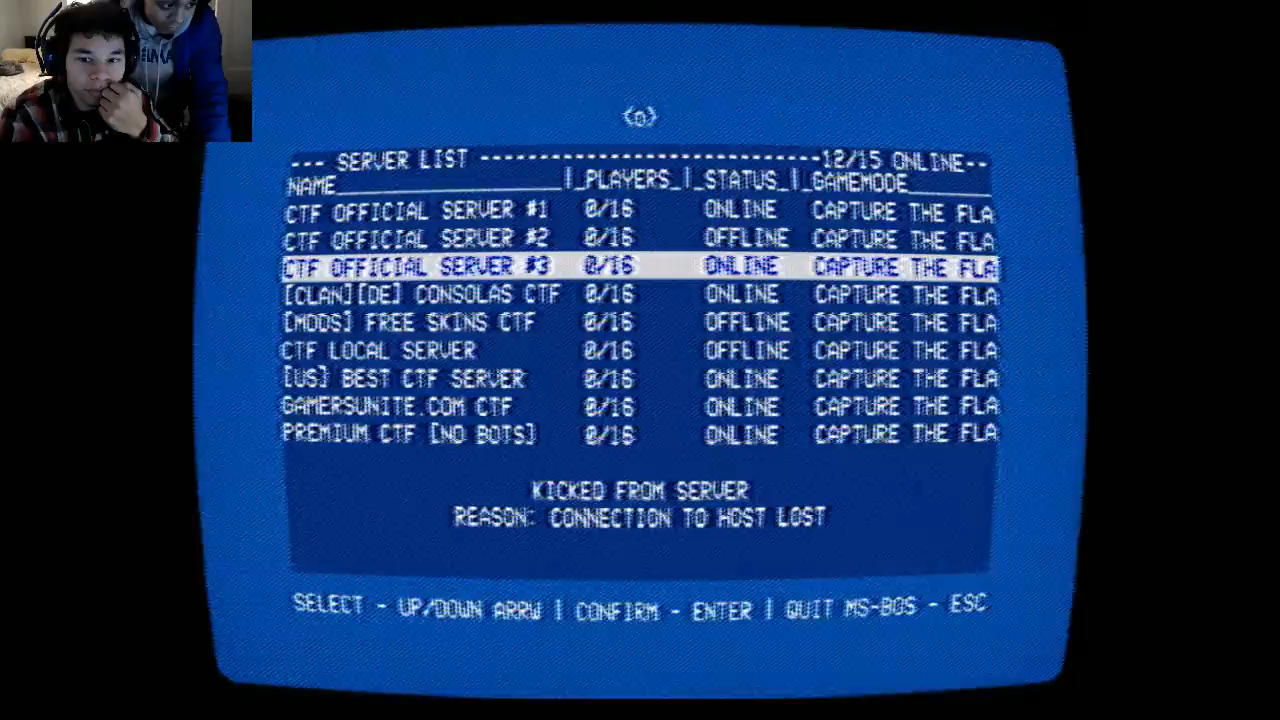 --- SERVER LIST -----------------------------12/15 ONLINE--
NAME___________________|_PLAYERS_|_STATUS_|_GAMEMODE______
CTF OFFICIAL SERVER #1 0/16 ONLINE CAPTURE THE FLA
CTF OFFICIAL SERVER #2 0/16 OFFLINE CAPTURE THE FLA
CTF OFFICIAL SERVER #3 0/16 ONLINE CAPTURE THE FLA
[CLAN][DE] CONSOLAS CTF 0/16 ONLINE CAPTURE THE FLA
[MODS] FREE SKINS CTF 0/16 OFFLINE CAPTURE THE FLA
CTF LOCAL SERVER 0/16 OFFLINE CAPTURE THE FLA
[US] BEST CTF SERVER 0/16 ONLINE CAPTURE THE FLA
GAMERSUNITE.COM CTF 0/16 ONLINE CAPTURE THE FLA
PREMIUM CTF [NO BOTS] 0/16 ONLINE CAPTURE THE FLA
KICKED FROM SERVER
REASON: CONNECTION TO HOST LOST
SELECT - UP/DOWN ARRW | CONFIRM - ENTER | QUIT MS-BOS - ESC